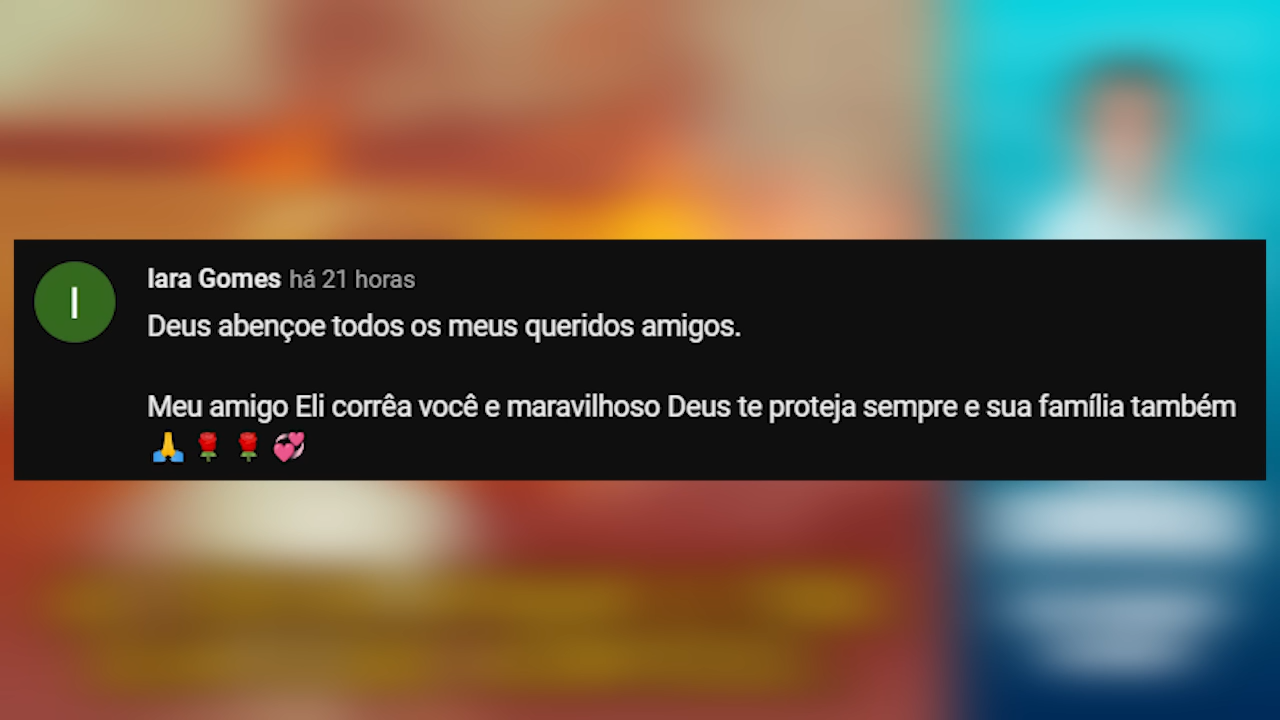 I
Iara Gomes há 21 horas
Deus abençoe todos os meus queridos amigos.
Meu amigo Eli corrêa você e maravilhoso Deus te proteja sempre e sua família também
🙏🌹🌹💞